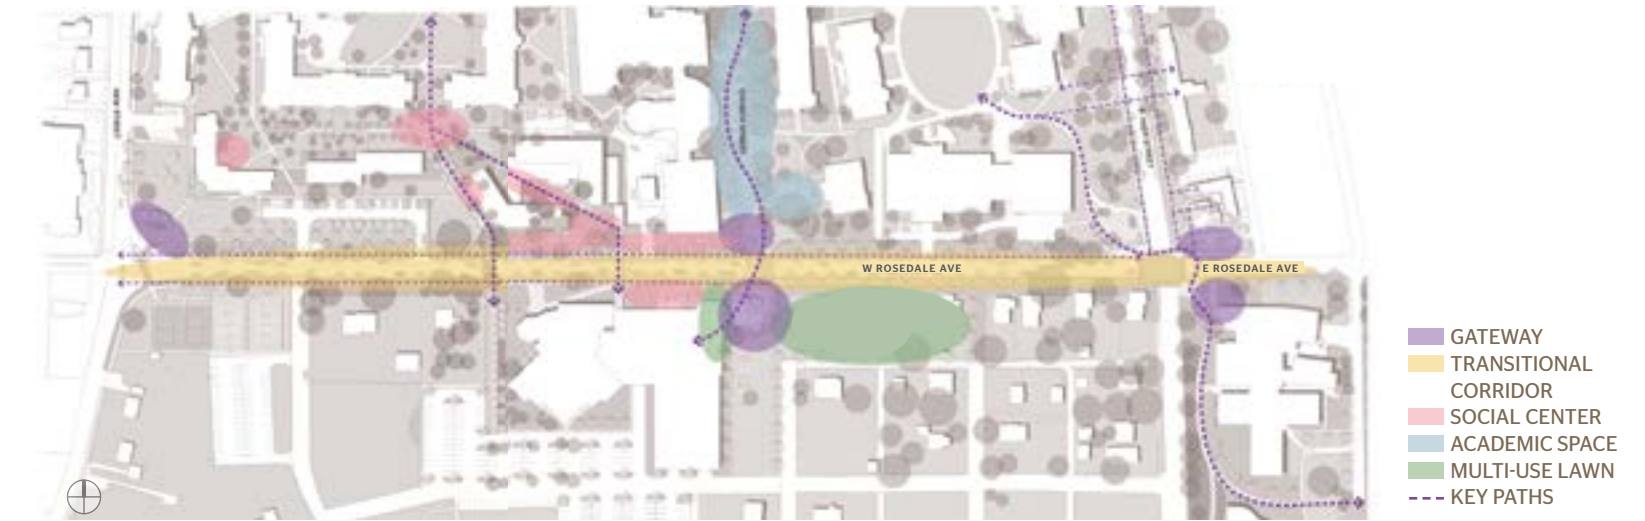 W ROSEDALE AVE
E ROSEDALE AVE
GATEWAY
TRANSITIONAL
CORRIDOR
SOCIAL CENTER
ACADEMIC SPACE
MULTI-USE LAWN
KEY PATHS